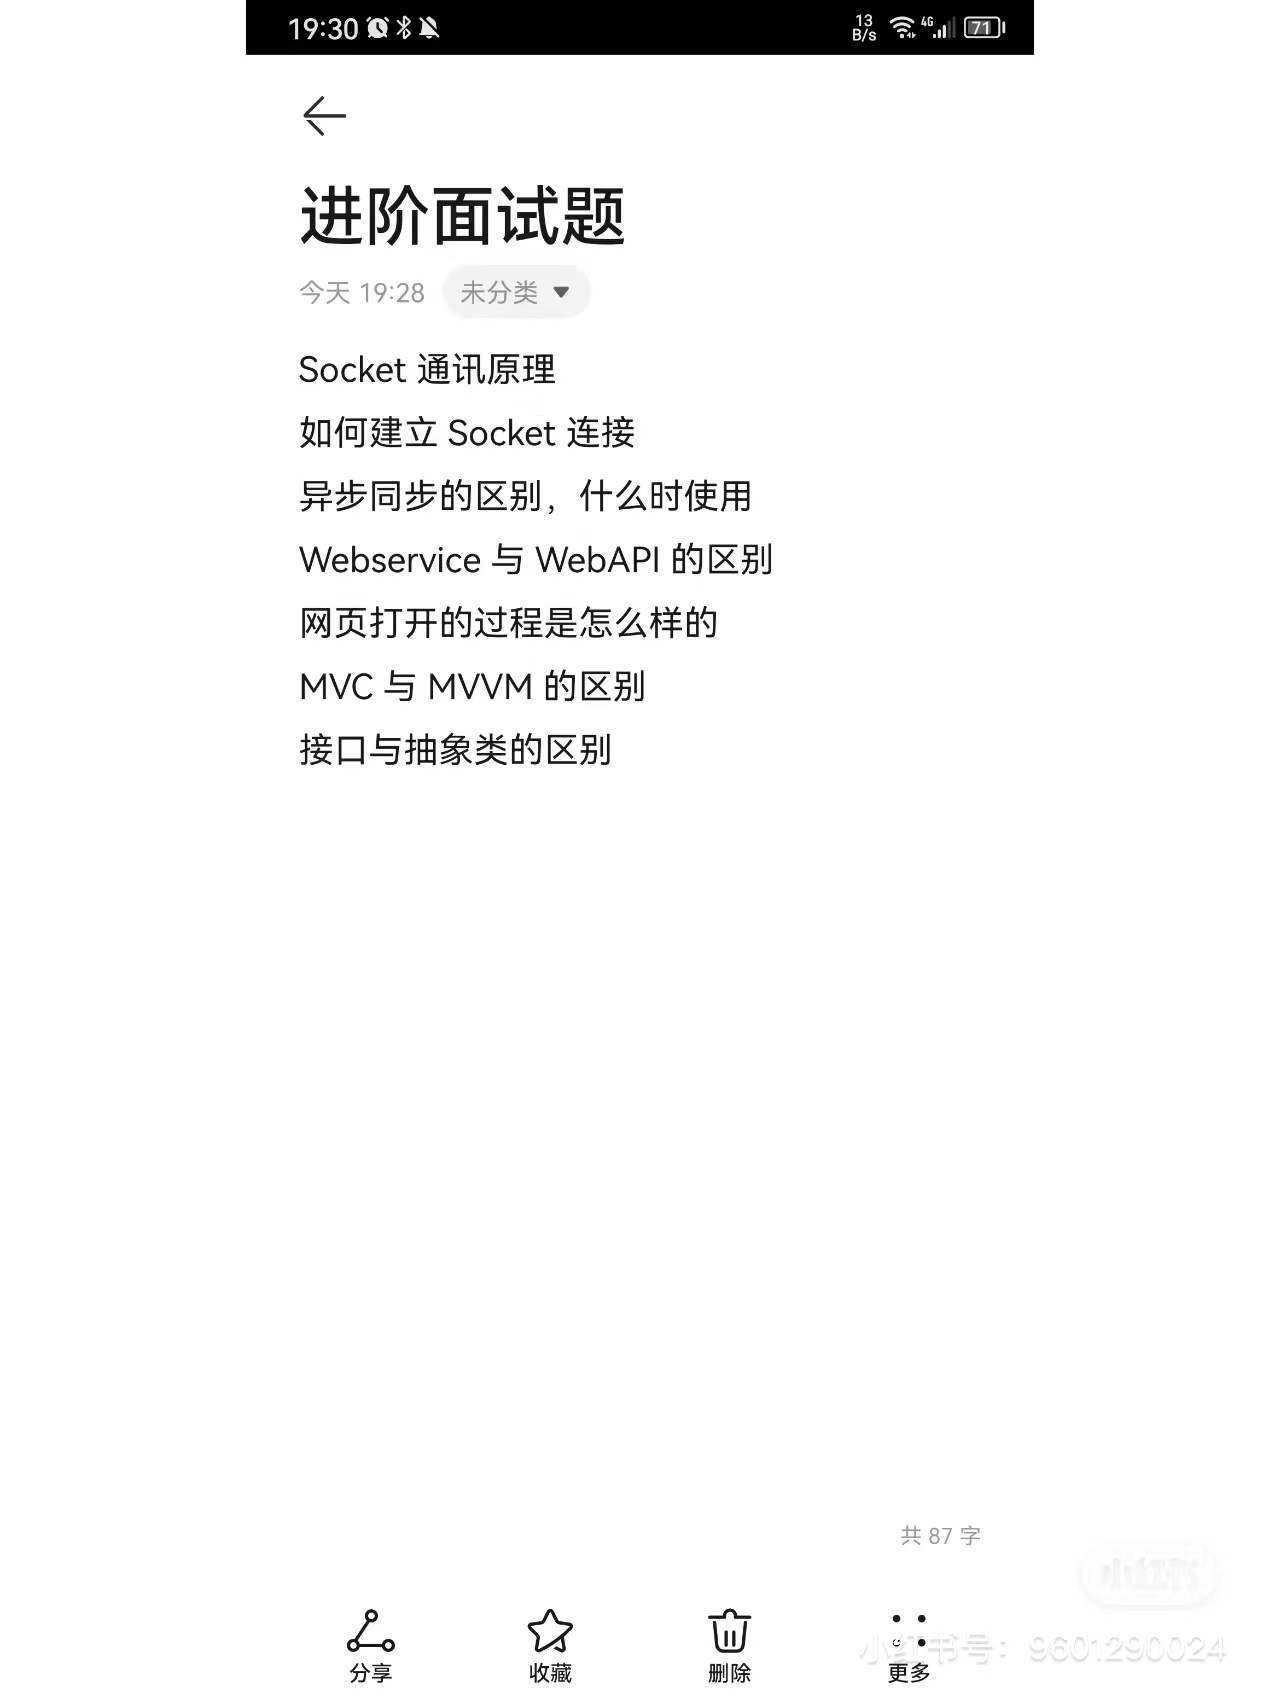 19:30
13
B/s
4G
71
进阶面试题
今天 19:28
未分类
Socket 通讯原理
如何建立 Socket 连接
异步同步的区别，什么时使用
Webservice 与 WebAPI 的区别
网页打开的过程是怎么样的
MVC 与 MVVM 的区别
接口与抽象类的区别
共 87 字
小红书
分享
收藏
删除
更多
小红书号：9601290024